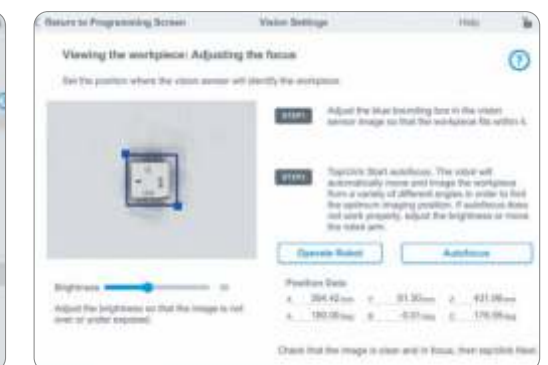 Return to Programming Screen Vision Settings Help
Viewing the workpiece: Adjusting the focus
Set the position where the vision sensor will identify the workpiece.
STEP1 Adjust the blue bounding box in the vision
sensor image so that the workpiece fits within it.
Tap/click Start autofocus. The robot will
automatically move and image the workpiece
from a variety of different angles in order to find
the optimum imaging position. If autofocus does
not work properly, adjust the brightness or move
the robot arm.
Operate Robot Autofocus
Brightness
Position Data
Adjust the brightness so that the image is not
over or under exposed.
Check that the image is clear and in focus, then tap/click Next.